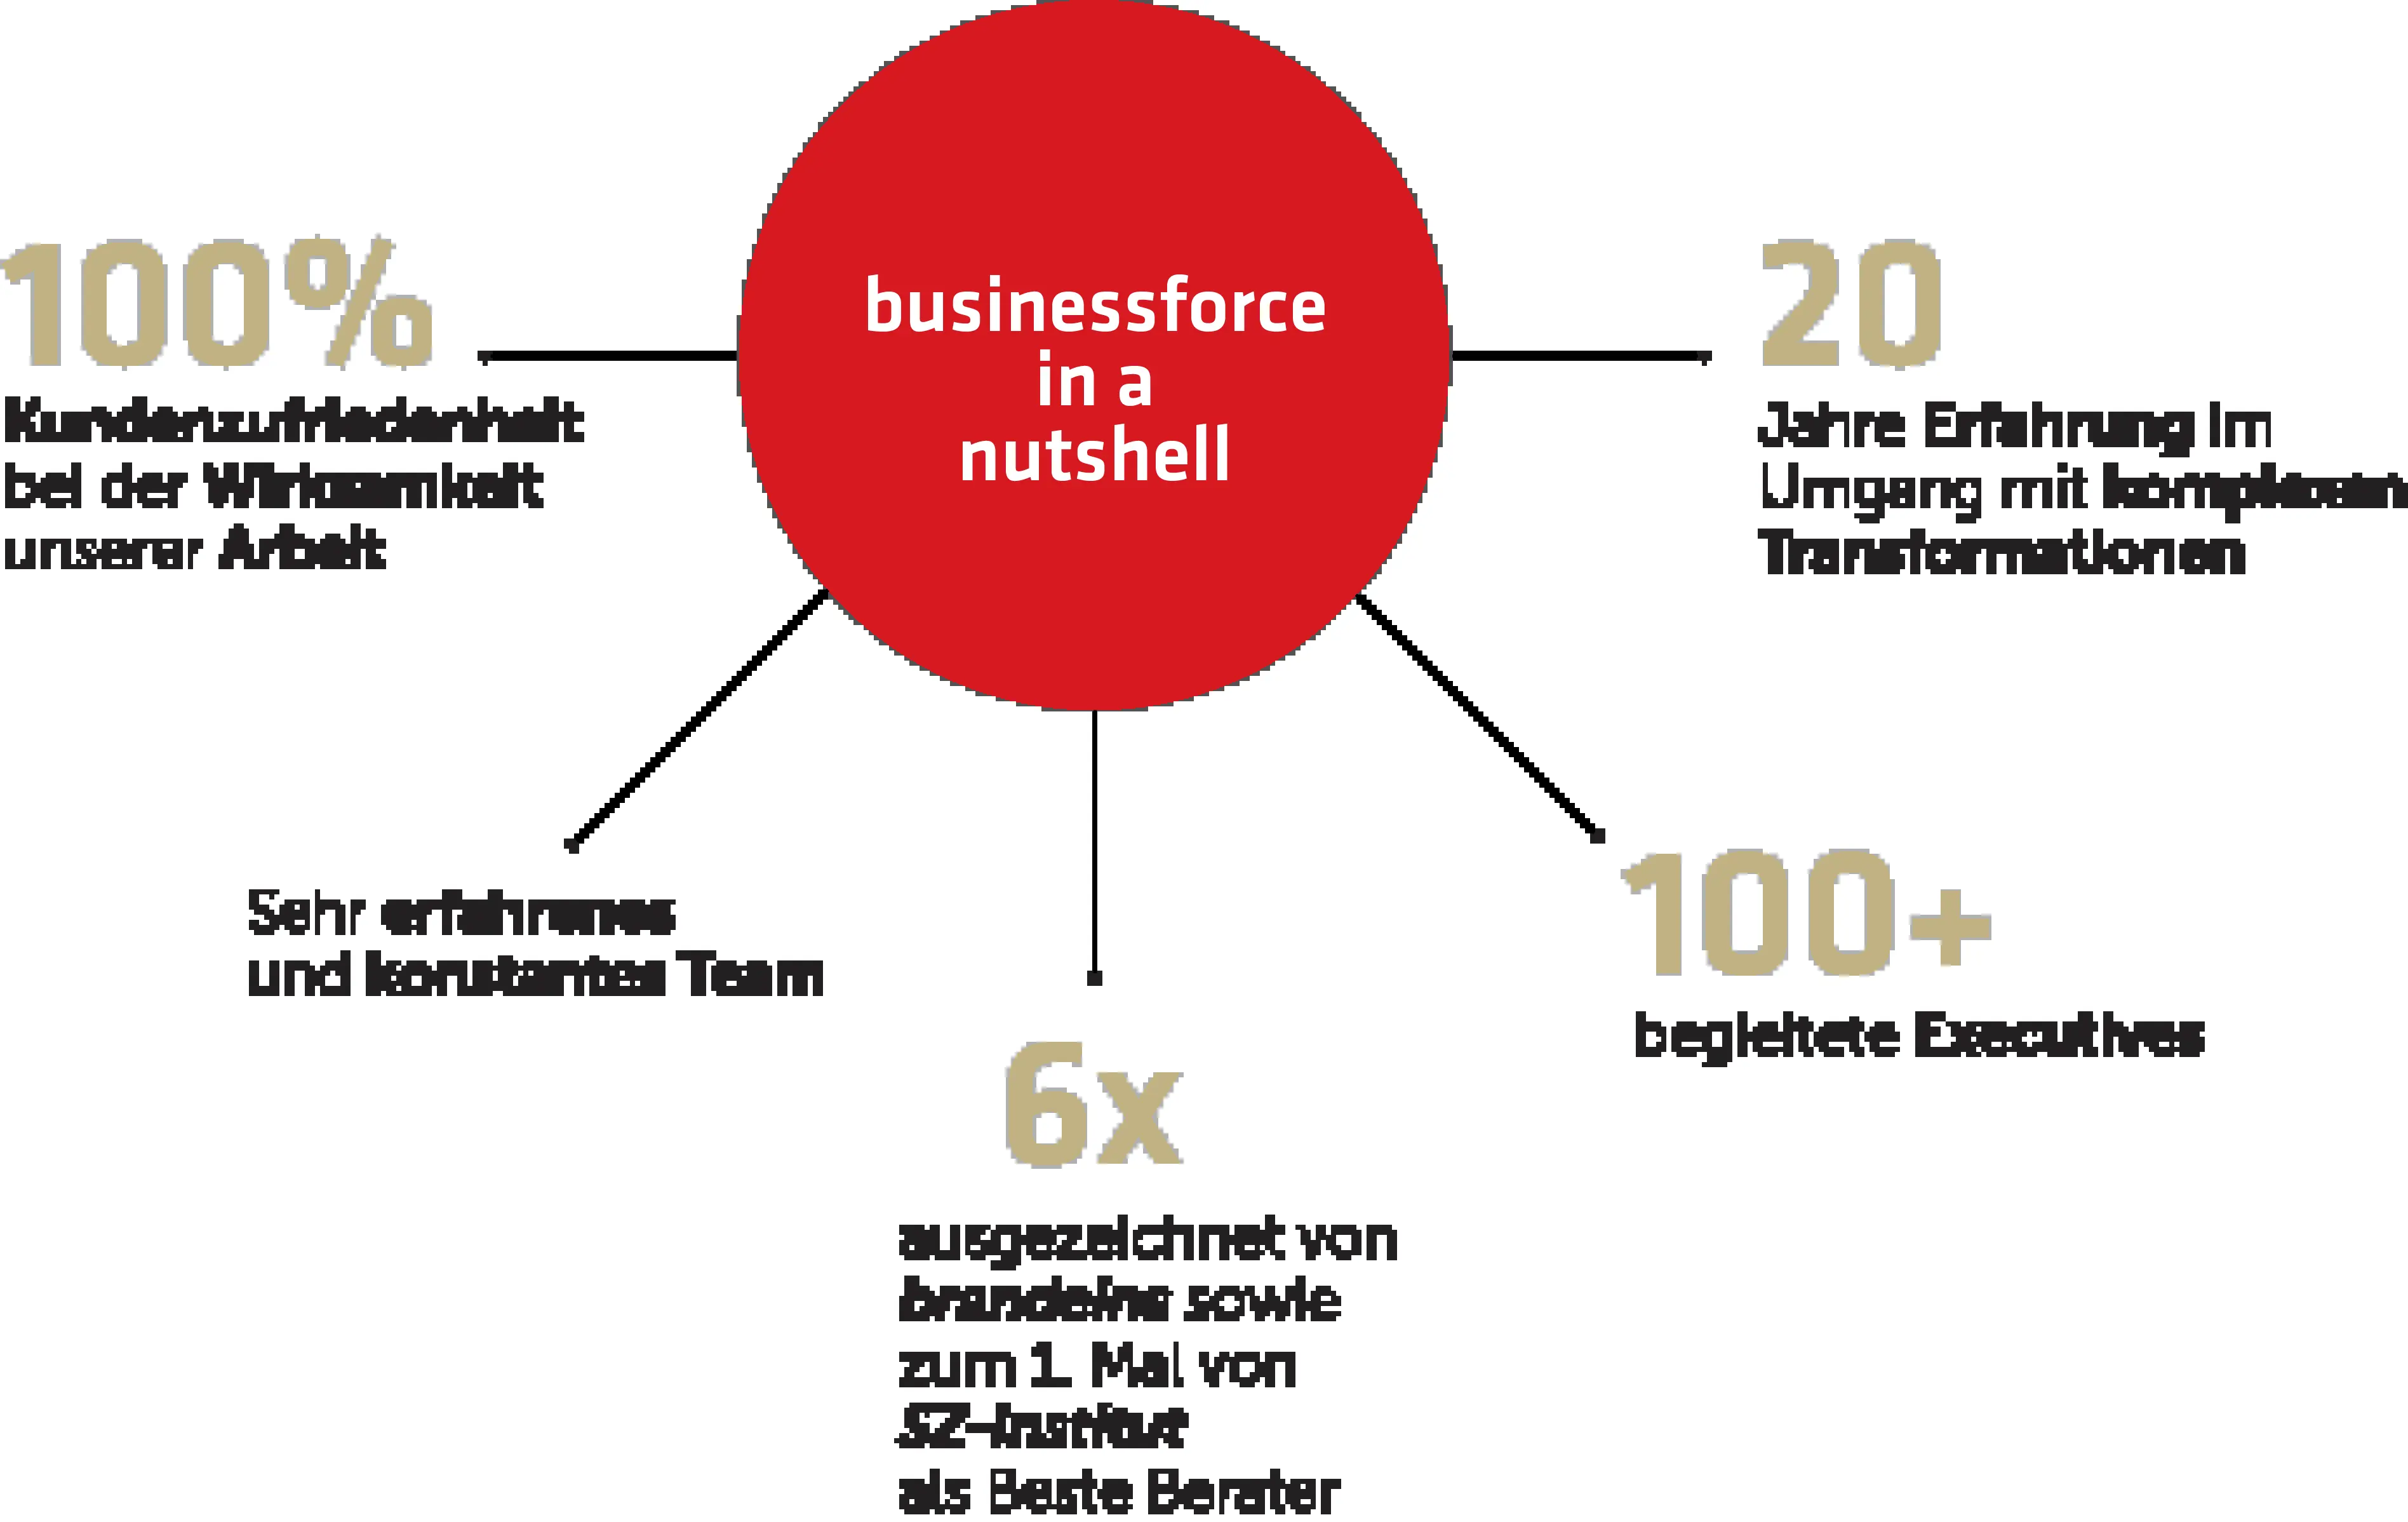 businessforce
in a
nutshell
100%
Kundenzufriedenheit
bei der Wirksamkeit
unserer Arbeit
20
Jahre Erfahrung im
Umgang mit komplexen
Transformationen
Sehr erfahrenes
und konstantes Team
6x
ausgezeichnet von
brandeins sowie
zum 1. Mal von
SZ-Institut
als Beste Berater
100+
begleitete Executives